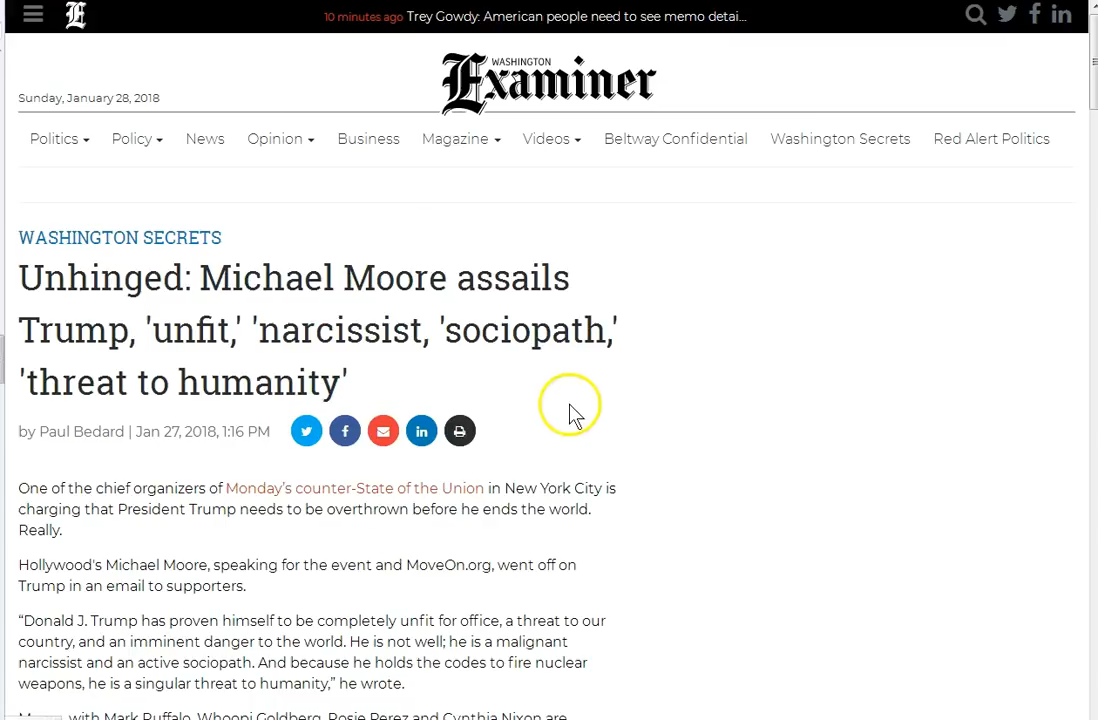 10 minutes ago Trey Gowdy: American people need to see memo detai...
WASHINGTON
Examiner
Sunday, January 28, 2018
Politics Policy News Opinion Business Magazine Videos Beltway Confidential Washington Secrets Red Alert Politics
WASHINGTON SECRETS
Unhinged: Michael Moore assails
Trump, 'unfit,' 'narcissist, 'sociopath,'
'threat to humanity'
by Paul Bedard | Jan 27, 2018, 1:16 PM
One of the chief organizers of Monday's counter-State of the Union in New York City is
charging that President Trump needs to be overthrown before he ends the world.
Really.
Hollywood's Michael Moore, speaking for the event and MoveOn.org, went off on
Trump in an email to supporters.
“Donald J. Trump has proven himself to be completely unfit for office, a threat to our
country, and an imminent danger to the world. He is not well; he is a malignant
narcissist and an active sociopath. And because he holds the codes to fire nuclear
weapons, he is a singular threat to humanity,” he wrote.
with Mark Ruffalo, Whoopi Goldberg, Rosie Perez and Cynthia Nixon are